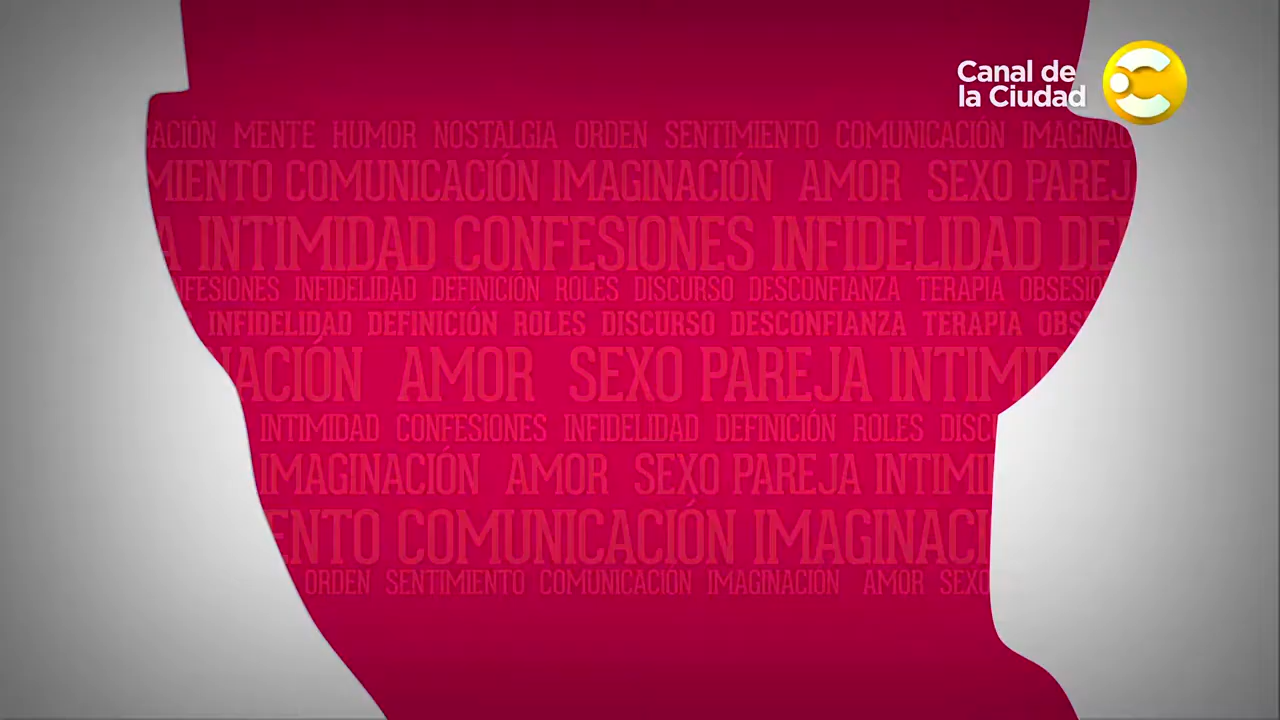 Canal de
la Ciudad
ACIÓN MENTE HUMOR NOSTALGIA ORDEN SENTIMIENTO COMUNICACIÓN IMAGINAC
MIENTO COMUNICACIÓN IMAGINACIÓN AMOR SEXO PAREJ
A INTIMIDAD CONFESIONES INFIDELIDAD DE
FESIONES INFIDELIDAD DEFINICIÓN ROLES DISCURSO DESCONFIANZA TERAPIA OBSESIO
INFIDELIDAD DEFINICIÓN ROLES DISCURSO DESCONFIANZA TERAPIA OBS
NACIÓN AMOR SEXO PAREJA INTIMID
INTIMIDAD CONFESIONES INFIDELIDAD DEFINICIÓN ROLES DISC
IMAGINACIÓN AMOR SEXO PAREJA INTIMI
ENTO COMUNICACIÓN IMAGINACI
ORDEN SENTIMIENTO COMUNICACIÓN IMAGINACIÓN AMOR SEXO